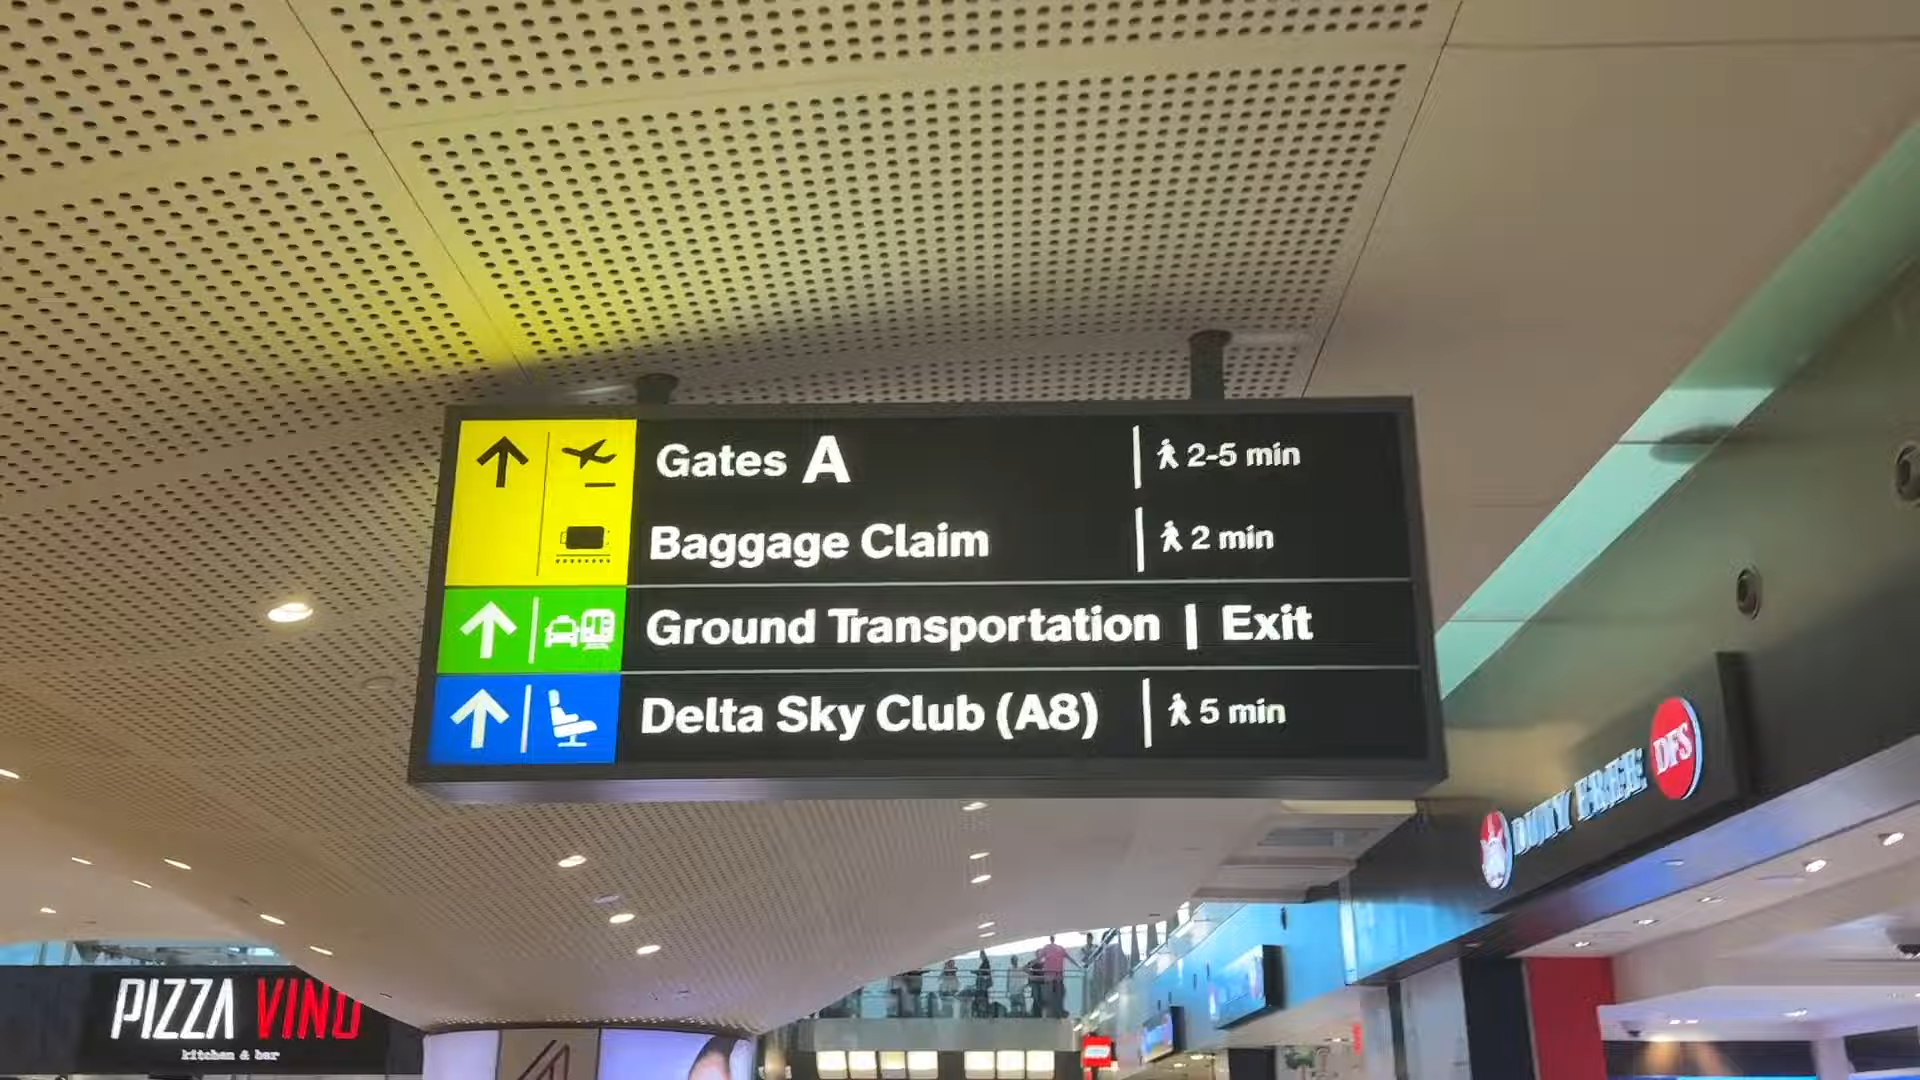 Gates A | 2-5 min
Baggage Claim | 2 min
Ground Transportation | Exit
Delta Sky Club (A8) | 5 min
DUTY FREE DFS
PIZZA VINO
kitchen & bar